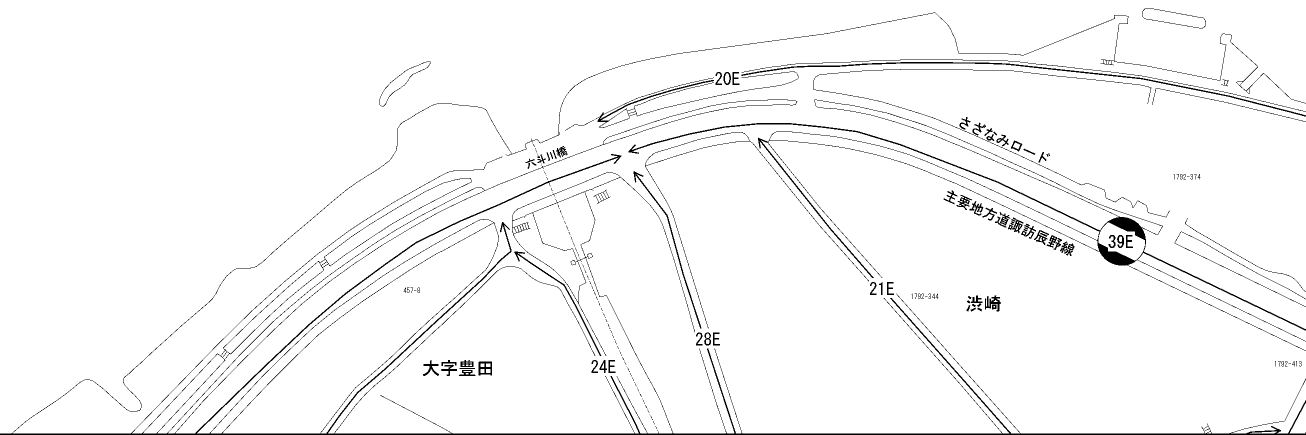 20E
六斗川橋
さざなみロード
1792-374
主要地方道諏訪辰野線
39E
457-8
21E
1792-344
渋崎
28E
大字豊田
24E
1792-413